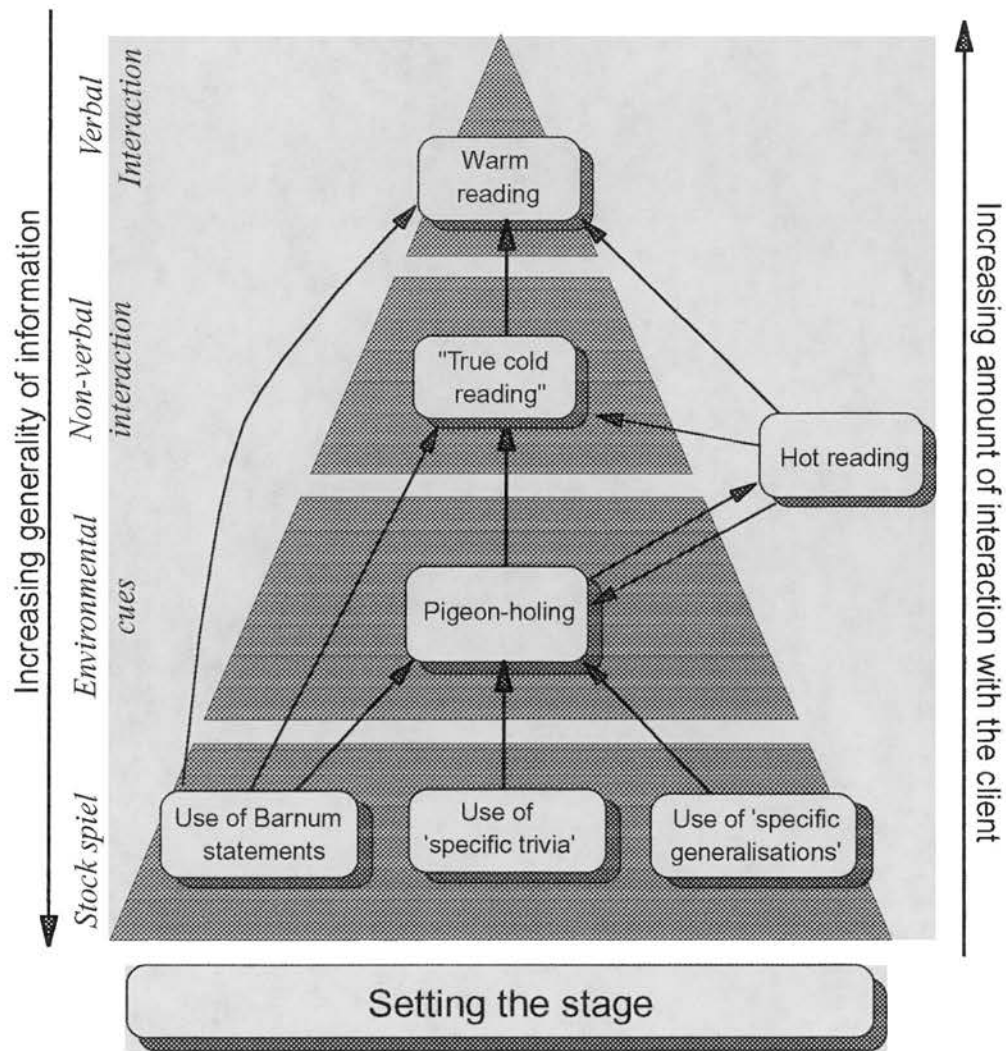 Increasing generality of information
Verbal
Interaction
Non-verbal
interaction
Environmental
cues
Stock spiel
Warm
reading
"True cold
reading"
Hot reading
Pigeon-holing
Use of Barnum
statements
Use of
'specific trivia'
Use of 'specific
generalisations'
Increasing amount of interaction with the client
Setting the stage